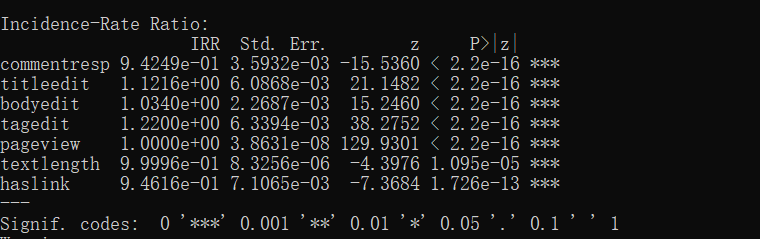 Incidence-Rate Ratio:
IRR Std. Err. z P>|z|
commentresp 9.4249e-01 3.5932e-03 -15.5360 < 2.2e-16 ***
titleedit 1.1216e+00 6.0868e-03 21.1482 < 2.2e-16 ***
bodyedit 1.0340e+00 2.2687e-03 15.2460 < 2.2e-16 ***
tagedit 1.2200e+00 6.3394e-03 38.2752 < 2.2e-16 ***
pageview 1.0000e+00 3.8631e-08 129.9301 < 2.2e-16 ***
textlength 9.9996e-01 8.3256e-06 -4.3976 1.095e-05 ***
haslink 9.4616e-01 7.1065e-03 -7.3684 1.726e-13 ***
---
Signif. codes: 0 '***' 0.001 '**' 0.01 '*' 0.05 '.' 0.1 ' ' 1